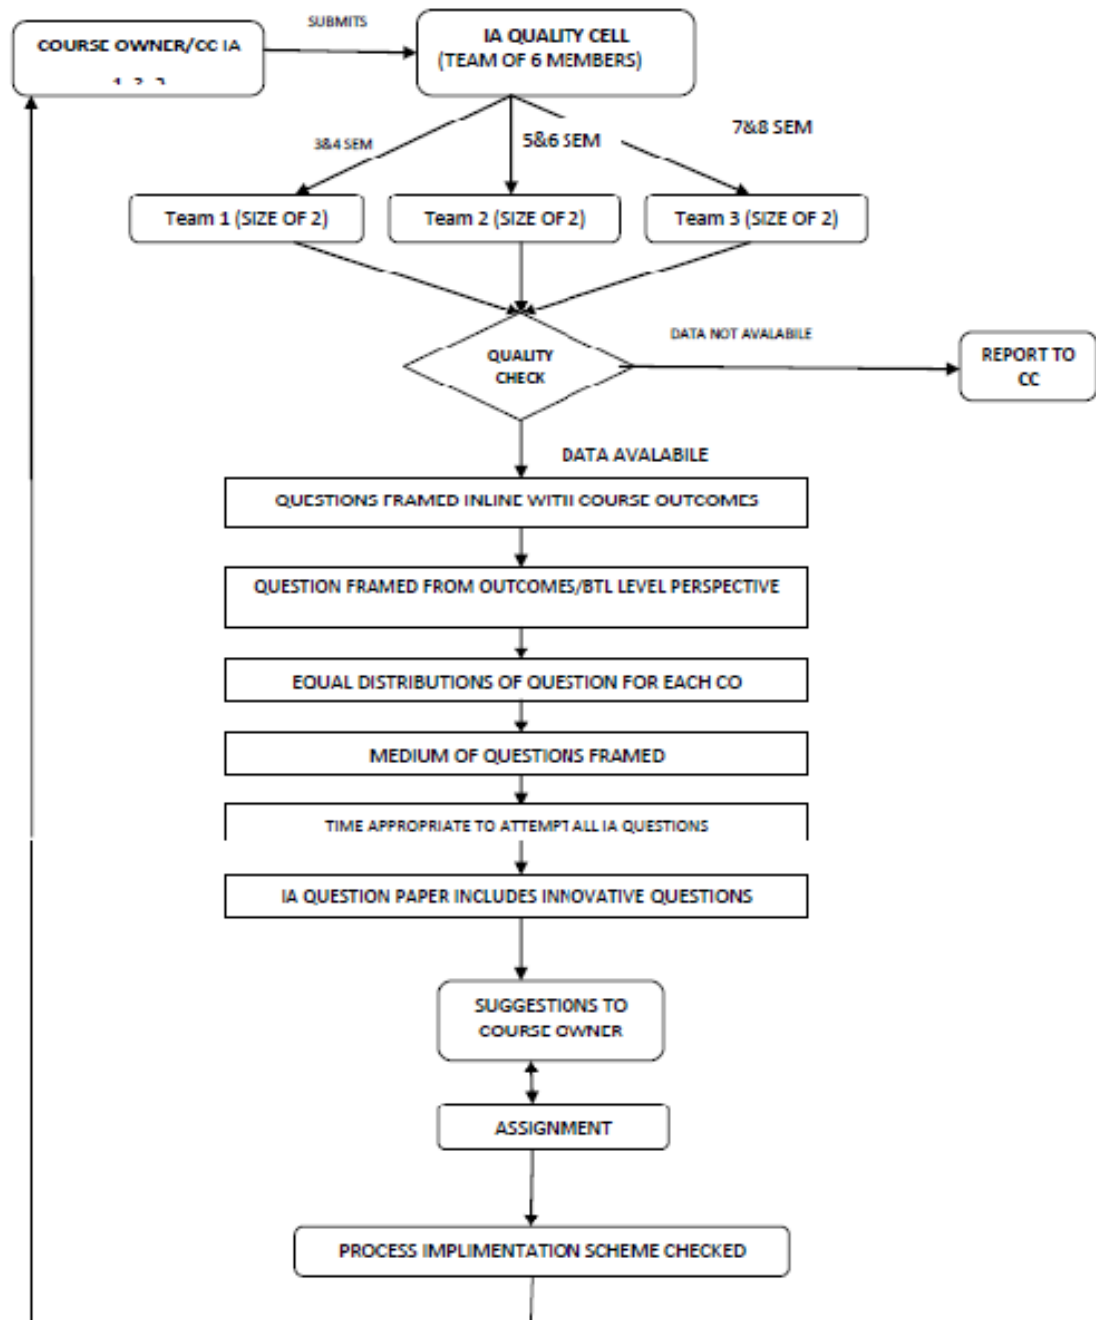 SUBMITS
COURSE OWNER/CC IA
IA QUALITY CELL
(TEAM OF 6 MEMBERS)
3&4 SEM
5&6 SEM
7&8 SEM
Team 1 (SIZE OF 2)
Team 2 (SIZE OF 2)
Team 3 (SIZE OF 2)
DATA NOT AVALABILE
QUALITY
CHECK
REPORT TO
CC
DATA AVALABILE
QUESTIONS FRAMED INLINE WITH COURSE OUTCOMES
QUESTION FRAMED FROM OUTCOMES/BTL LEVEL PERSPECTIVE
EQUAL DISTRIBUTIONS OF QUESTION FOR EACH CO
MEDIUM OF QUESTIONS FRAMED
TIME APPROPRIATE TO ATTEMPT ALL IA QUESTIONS
IA QUESTION PAPER INCLUDES INNOVATIVE QUESTIONS
SUGGESTIONS TO
COURSE OWNER
ASSIGNMENT
PROCESS IMPLIMENTATION SCHEME CHECKED